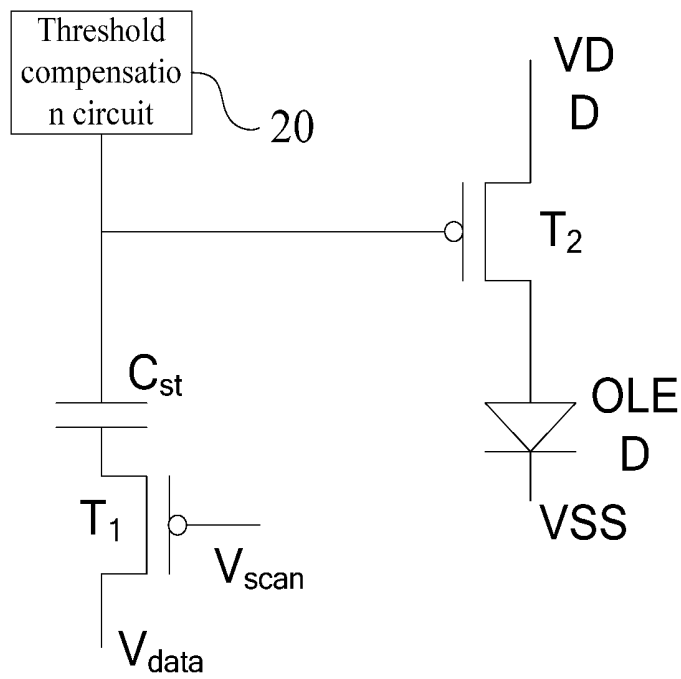 Threshold
compensatio
n circuit
20
VD
D
T2
Cst
OLE
D
T1
Vscan
VSS
Vdata